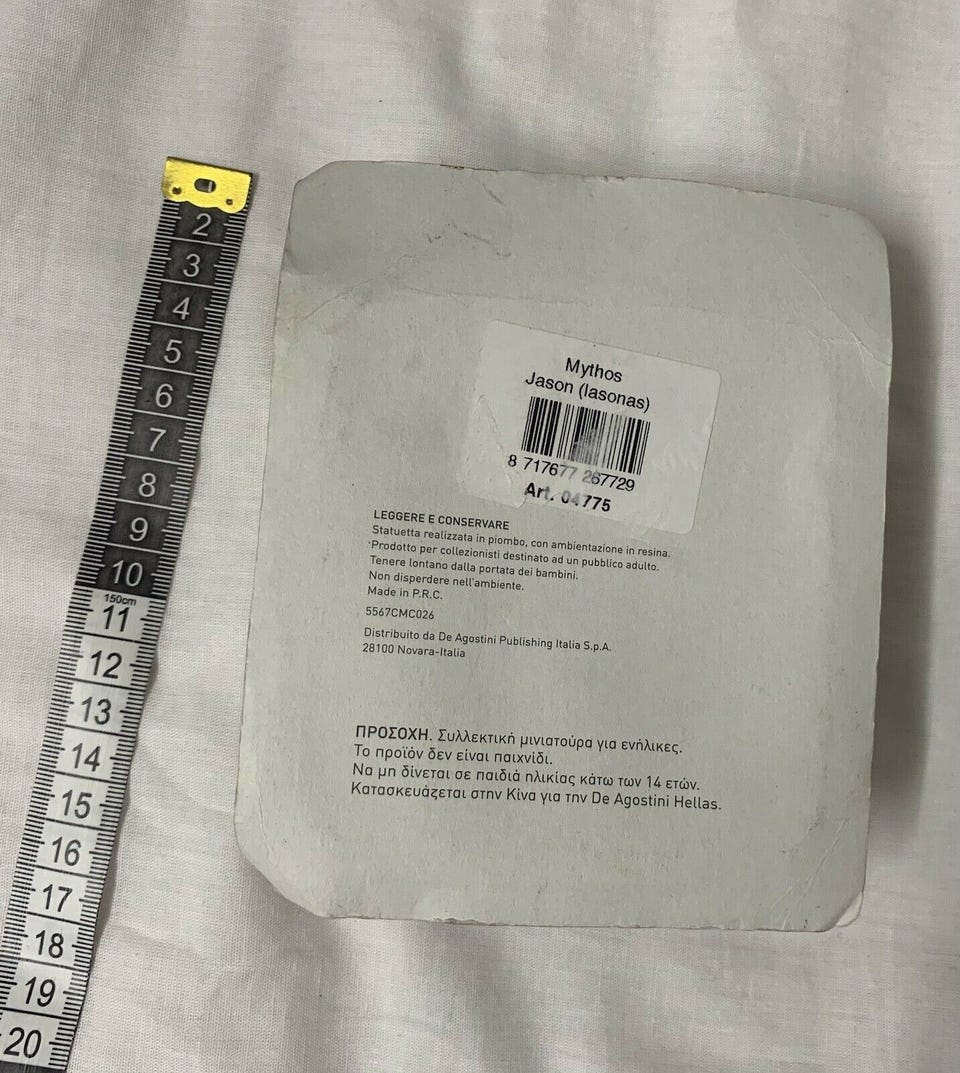 2
3
4
5
6
7
8
9
10
150cm
11
12
13
14
15
16
17
18
19
20
Mythos
Jason (Iasonas)
8 717677 267729
Art. 04775
LEGGERE E CONSERVARE
Statuetta realizzata in piombo, con ambientazione in resina.
Prodotto per collezionisti destinato ad un pubblico adulto.
Tenere lontano dalla portata dei bambini.
Non disperdere nell'ambiente.
Made in P.R.C.
5567CMC026
Distribuito da De Agostini Publishing Italia S.p.A.
28100 Novara-Italia
ΠΡΟΣΟΧΗ. Συλλεκτική μινιατούρα για ενήλικες.
Το προϊόν δεν είναι παιχνίδι.
Να μη δίνεται σε παιδιά ηλικίας κάτω των 14 ετών.
Κατασκευάζεται στην Κίνα για την De Agostini Hellas.